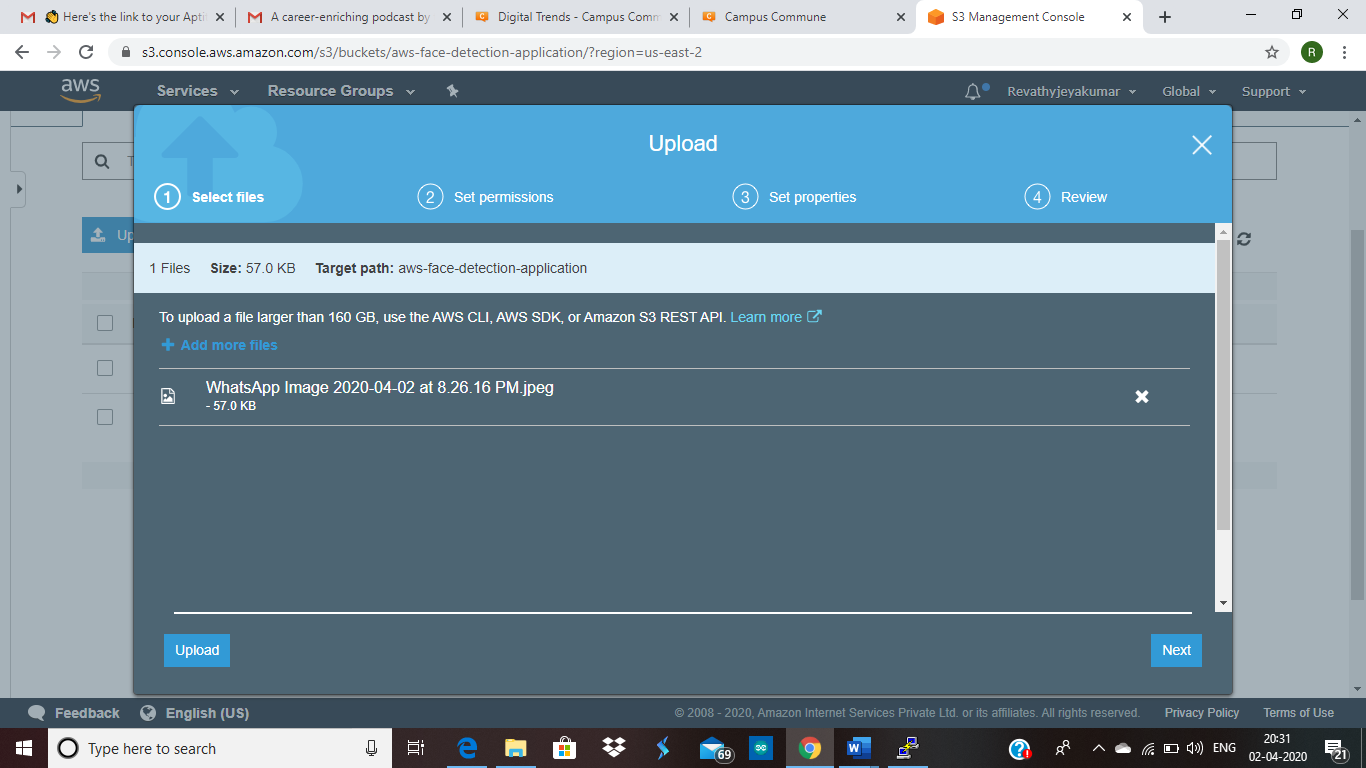 Here's the link to your Apti
A career-enriching podcast by
Digital Trends - Campus Comm
Campus Commune
S3 Management Console
s3.console.aws.amazon.com/s3/buckets/aws-face-detection-application/?region=us-east-2
R
aws
Services
Resource Groups
Revathyjeyakumar
Global
Support
Upload
1 Select files
2 Set permissions
3 Set properties
4 Review
T
Up
1 Files Size: 57.0 KB Target path: aws-face-detection-application
To upload a file larger than 160 GB, use the AWS CLI, AWS SDK, or Amazon S3 REST API. Learn more
+ Add more files
WhatsApp Image 2020-04-02 at 8.26.16 PM.jpeg
- 57.0 KB
Upload
Next
Feedback
English (US)
© 2008 - 2020, Amazon Internet Services Private Ltd. or its affiliates. All rights reserved.
Privacy Policy
Terms of Use
Type here to search
69
ENG
20:31
02-04-2020
21